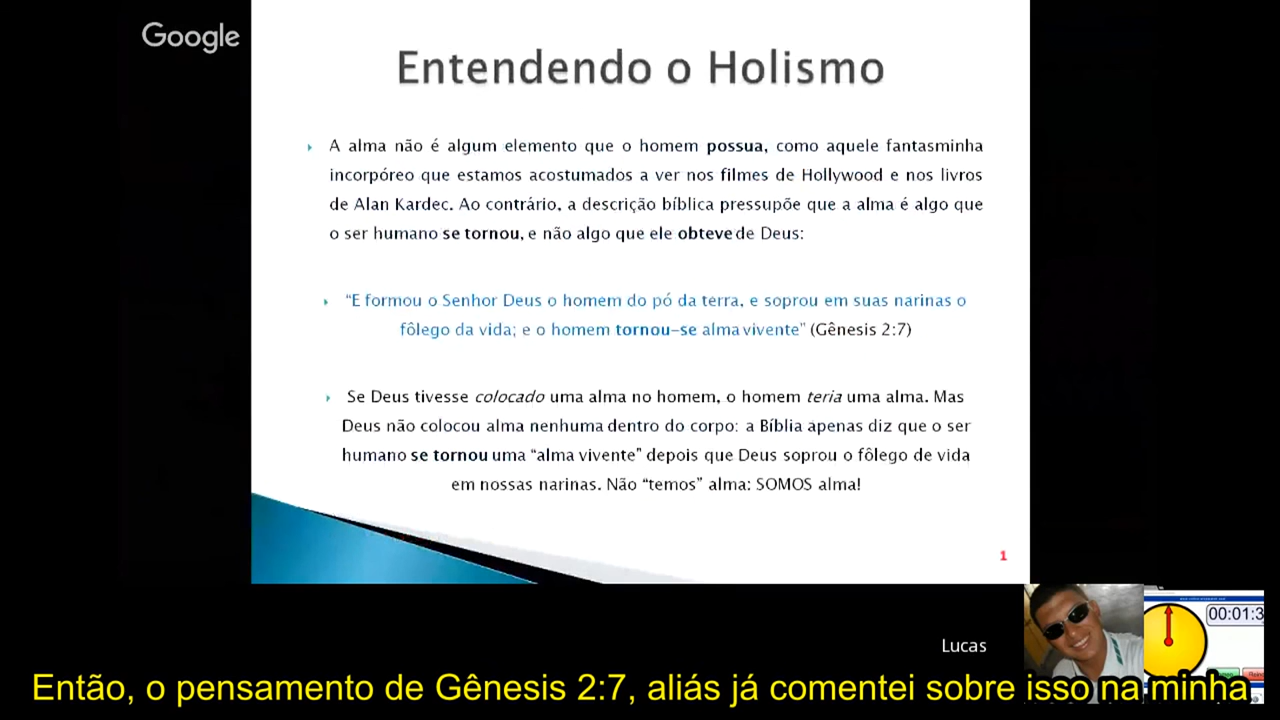 Google
Entendendo o Holismo
A alma não é algum elemento que o homem possua, como aquele fantasminha
incorpóreo que estamos acostumados a ver nos filmes de Hollywood e nos livros
de Alan Kardec. Ao contrário, a descrição bíblica pressupõe que a alma é algo que
o ser humano se tornou, e não algo que ele obteve de Deus:
“E formou o Senhor Deus o homem do pó da terra, e soprou em suas narinas o
fôlego da vida; e o homem tornou-se alma vivente” (Gênesis 2:7)
Se Deus tivesse colocado uma alma no homem, o homem teria uma alma. Mas
Deus não colocou alma nenhuma dentro do corpo: a Bíblia apenas diz que o ser
humano se tornou uma “alma vivente” depois que Deus soprou o fôlego de vida
em nossas narinas. Não “temos” alma: SOMOS alma!
1
00:01:3
Lucas
Então, o pensamento de Gênesis 2:7, aliás já comentei sobre isso na minha